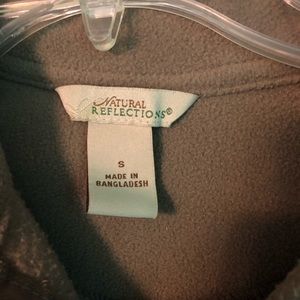 NATURAL
REFLECTIONS®
S
MADE IN
BANGLADESH